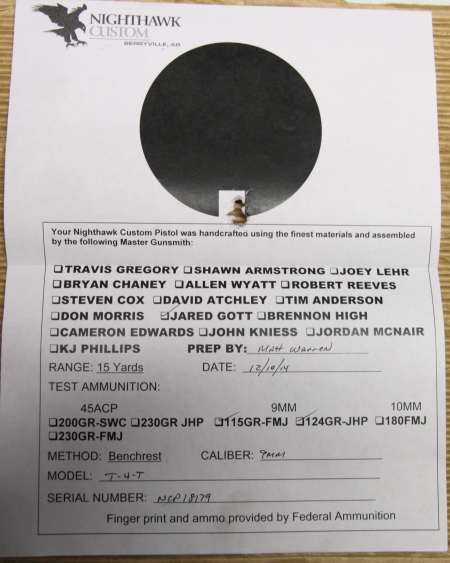 NIGHTHAWK
CUSTOM
BERRYVILLE, AR
Your Nighthawk Custom Pistol was handcrafted using the finest materials and assembled
by the following Master Gunsmith:
❑TRAVIS GREGORY ❑SHAWN ARMSTRONG ❑JOEY LEHR
❑BRYAN CHANEY ❑ALLEN WYATT ❑ROBERT REEVES
❑STEVEN COX ❑DAVID ATCHLEY ❑TIM ANDERSON
❑DON MORRIS ☑JARED GOTT ❑BRENNON HIGH
❑CAMERON EDWARDS ❑JOHN KNIESS ❑JORDAN MCNAIR
❑KJ PHILLIPS PREP BY: Matt Warren
RANGE: 15 Yards DATE: 12/10/14
TEST AMMUNITION:
45ACP 9MM 10MM
❑200GR-SWC ❑230GR JHP ☑115GR-FMJ ☑124GR-JHP ❑180FMJ
❑230GR-FMJ
METHOD: Benchrest CALIBER: 9mm
MODEL: T-4-T
SERIAL NUMBER: NCP18179
Finger print and ammo provided by Federal Ammunition